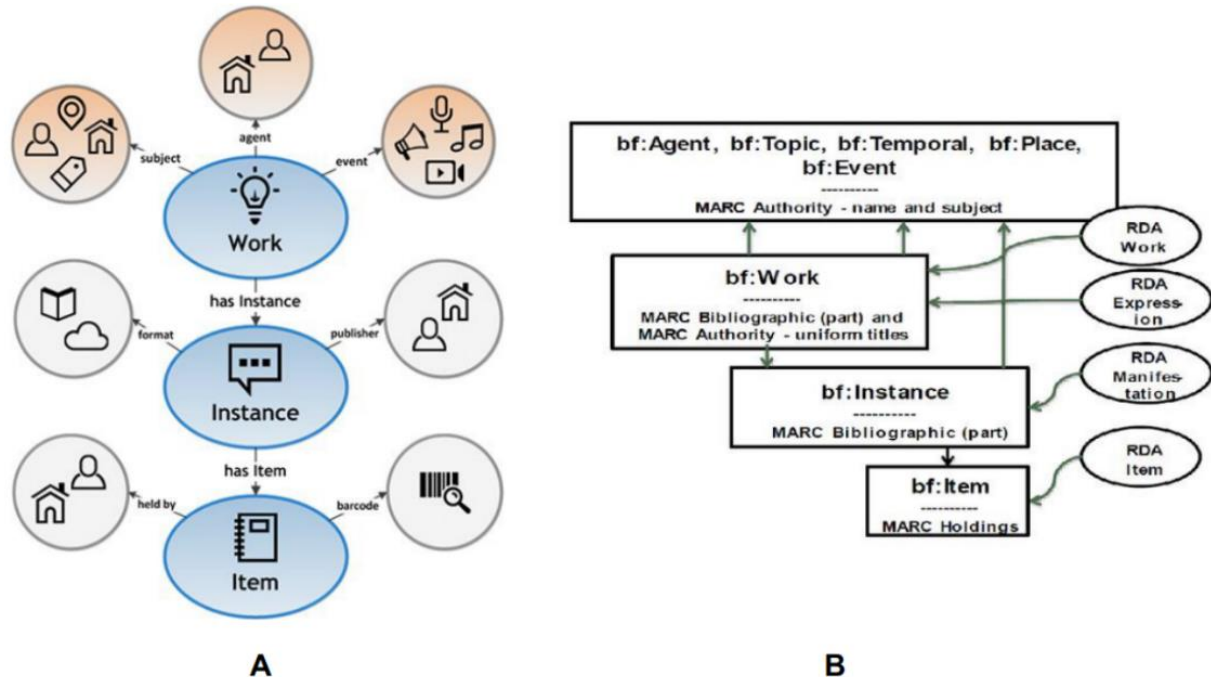 agent
subject
event
Work
has Instance
format
publisher
Instance
has Item
held by
barcode
Item
A
bf:Agent, bf:Topic, bf:Temporal, bf:Place,
bf:Event
----------
MARC Authority - name and subject
bf:Work
----------
MARC Bibliographic (part) and
MARC Authority - uniform titles
bf:Instance
----------
MARC Bibliographic (part)
bf:Item
----------
MARC Holdings
RDA
Work
RDA
Express-
ion
RDA
Manifes-
tation
RDA
Item
B